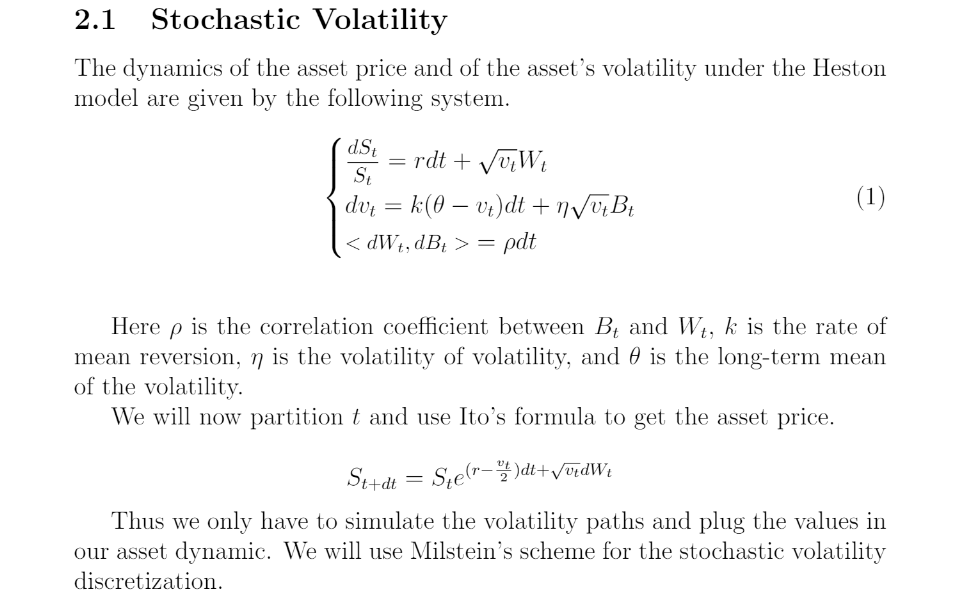 2.1 Stochastic Volatility
The dynamics of the asset price and of the asset's volatility under the Heston
model are given by the following system.
\begin{cases} \frac{dS_t}{S_t} = rdt + \sqrt{v_t}W_t
dv_t = k(\theta - v_t)dt + \eta\sqrt{v_t}B_t
< dW_t, dB_t > = \rho dt \end{cases} (1)
Here ρ is the correlation coefficient between B_t and W_t, k is the rate of
mean reversion, η is the volatility of volatility, and θ is the long-term mean
of the volatility.
We will now partition t and use Ito's formula to get the asset price.
S_{t+dt} = S_t e^{(r-\frac{v_t}{2})dt+\sqrt{v_t}dW_t}
Thus we only have to simulate the volatility paths and plug the values in
our asset dynamic. We will use Milstein's scheme for the stochastic volatility
discretization.